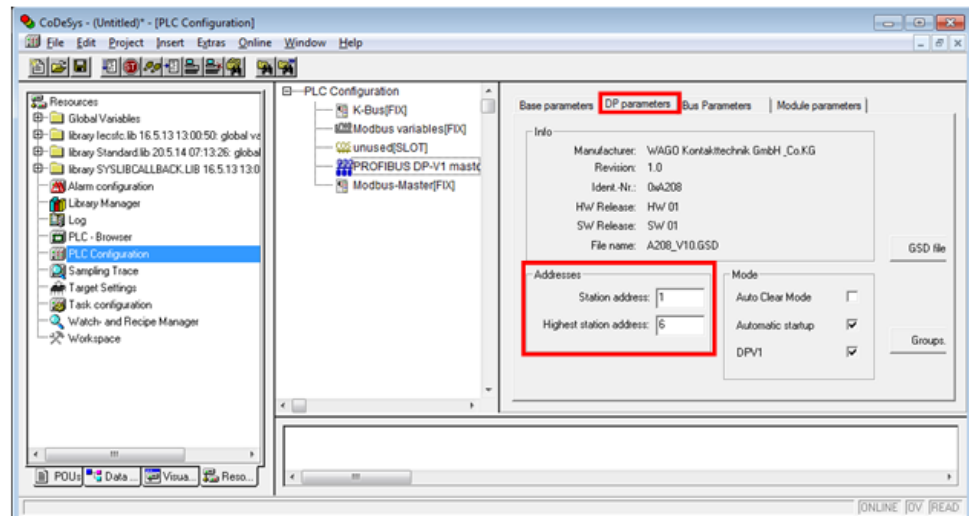 CoDeSys - (Untitled)* - [PLC Configuration]
File Edit Project Insert Extras Online Window Help
Resources
Global Variables
library Iecsfc.lib 16.5.13 13:00:50: global va
library Standard.lib 20.5.14 07:13:26: global
library SYSLIBCALLBACK.LIB 16.5.13 13:0
Alarm configuration
Library Manager
Log
PLC - Browser
PLC Configuration
Sampling Trace
Target Settings
Task configuration
Watch- and Recipe Manager
Workspace
POUs Data ... Visua... Reso...
PLC Configuration
K-Bus[FIX]
Modbus variables[FIX]
unused[SLOT]
PROFIBUS DP-V1 maste
Modbus-Master[FIX]
Base parameters DP parameters Bus Parameters Module parameters
Info
Manufacturer: WAGO Kontakttechnik GmbH _Co.KG
Revision: 1.0
Ident.-Nr.: 0xA208
HW Release: HW 01
SW Release: SW 01
File name: A208_V10.GSD
GSD file
Addresses
Station address: 1
Highest station address: 6
Mode
Auto Clear Mode
Automatic startup
DPV1
Groups.
ONLINE OV READ